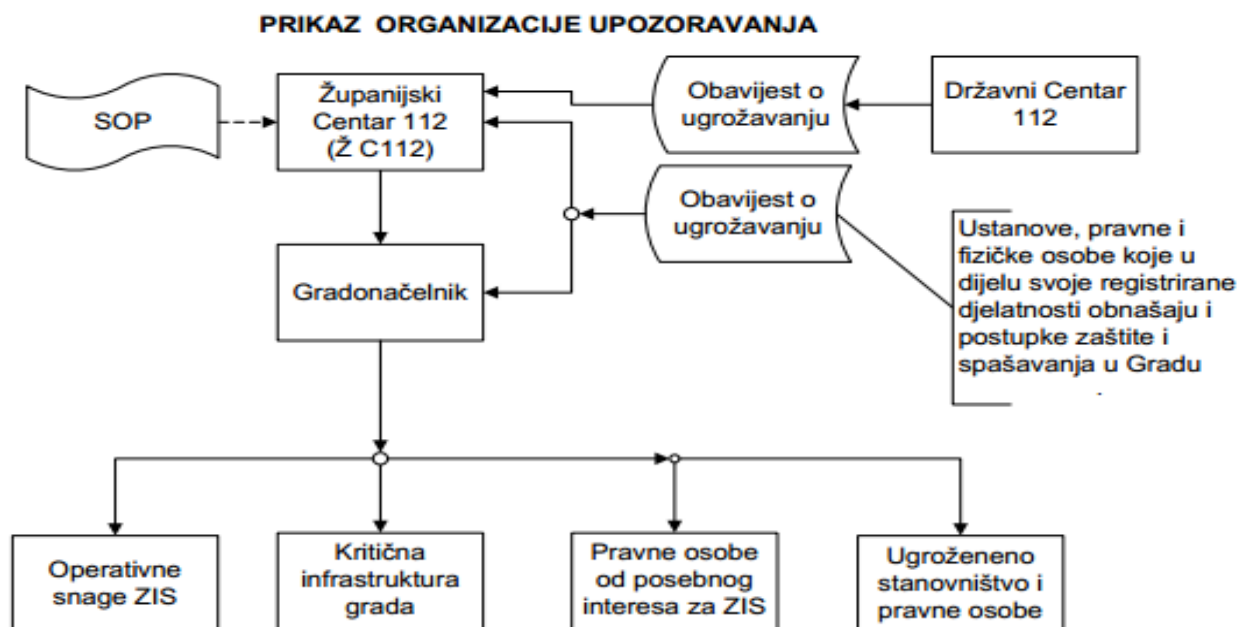 PRIKAZ ORGANIZACIJE UPOZORAVANJA
SOP
Županijski
Centar 112
(Ž C112)
Obavijest o
ugrožavanju
Državni Centar
112
Obavijest o
ugrožavanju
Ustanove, pravne i
fizičke osobe koje u
dijelu svoje registrirane
djelatnosti obnašaju i
postupke zaštite i
spašavanja u Gradu
.
Gradonačelnik
Operativne
snage ZIS
Kritična
infrastruktura
grada
Pravne osobe
od posebnog
interesa za ZIS
Ugroženeno
stanovništvo i
pravne osobe